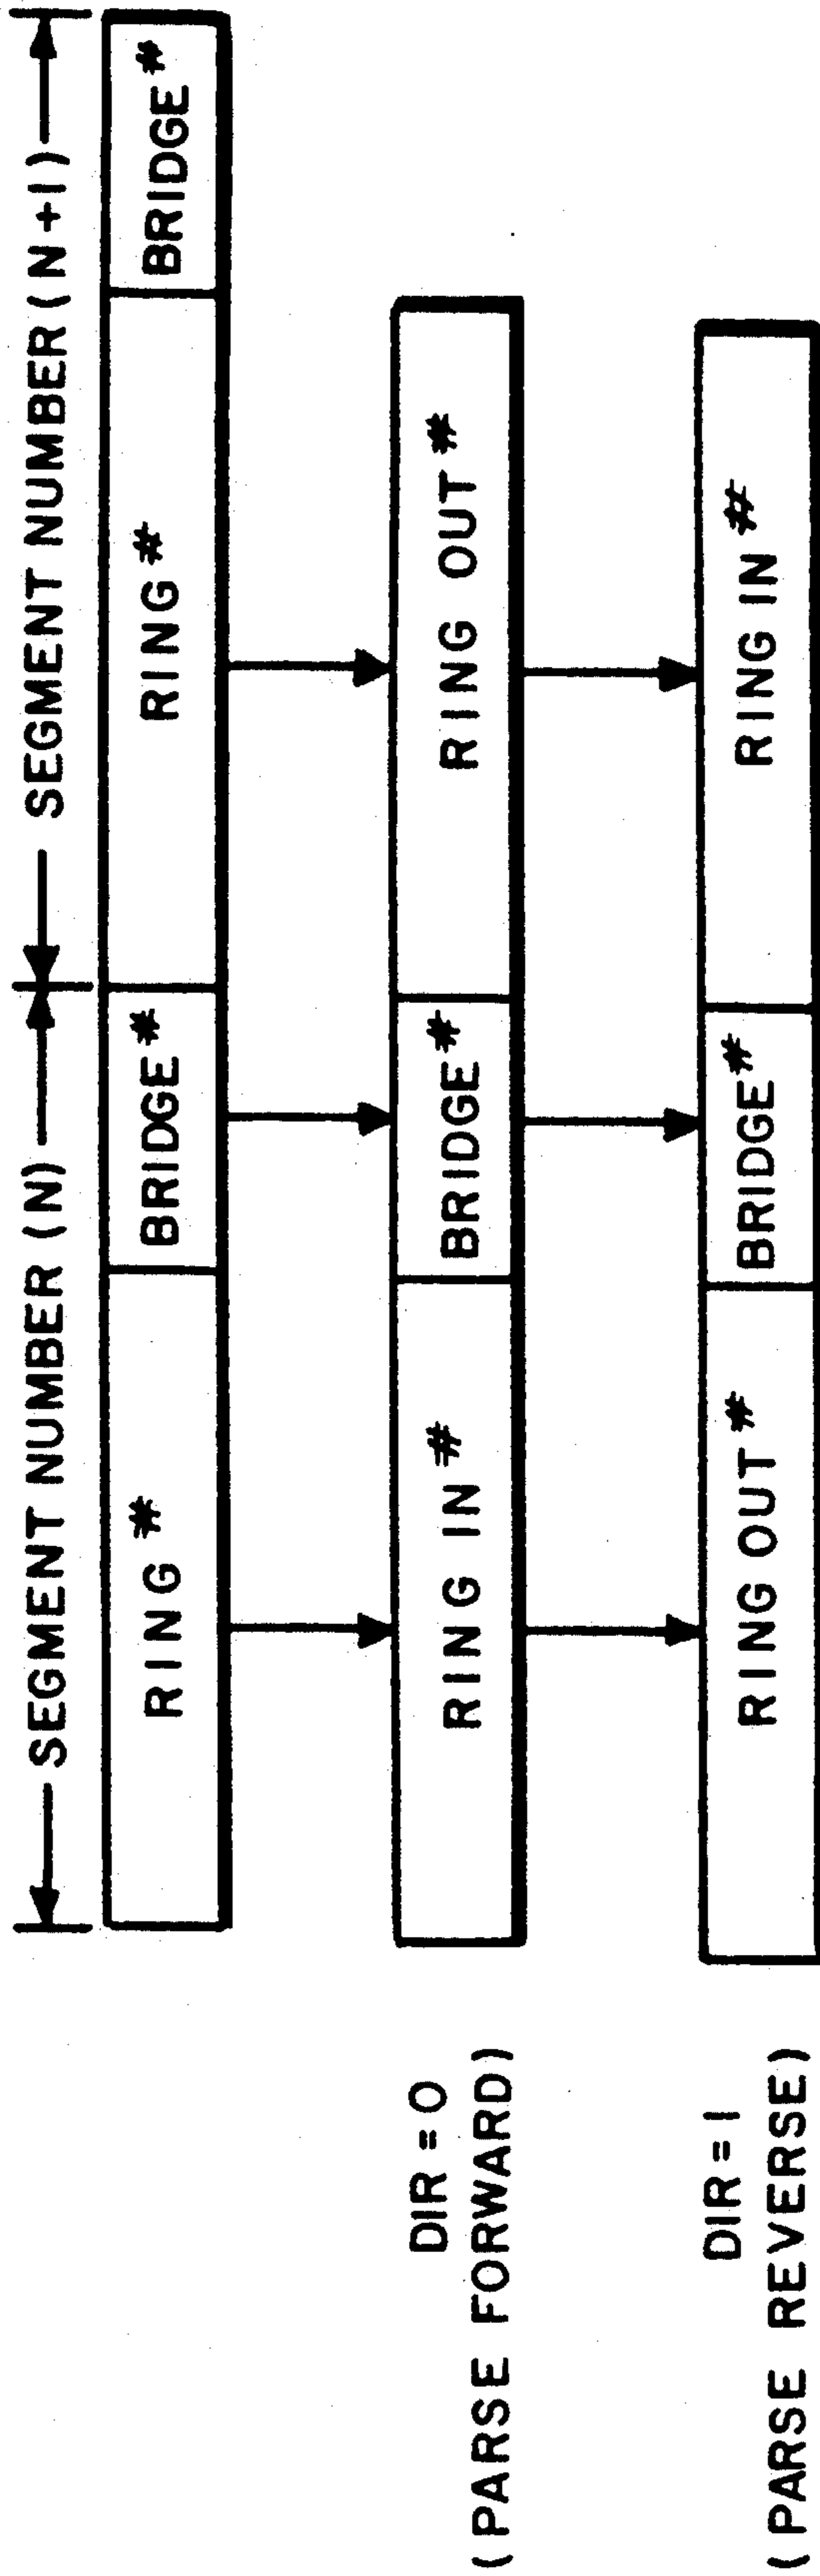 SEGMENT NUMBER (N)
SEGMENT NUMBER (N+1)
RING #
BRIDGE #
RING #
BRIDGE #
DIR = 0
(PARSE FORWARD)
RING IN #
BRIDGE #
RING OUT #
DIR = 1
(PARSE REVERSE)
RING OUT #
BRIDGE #
RING IN #